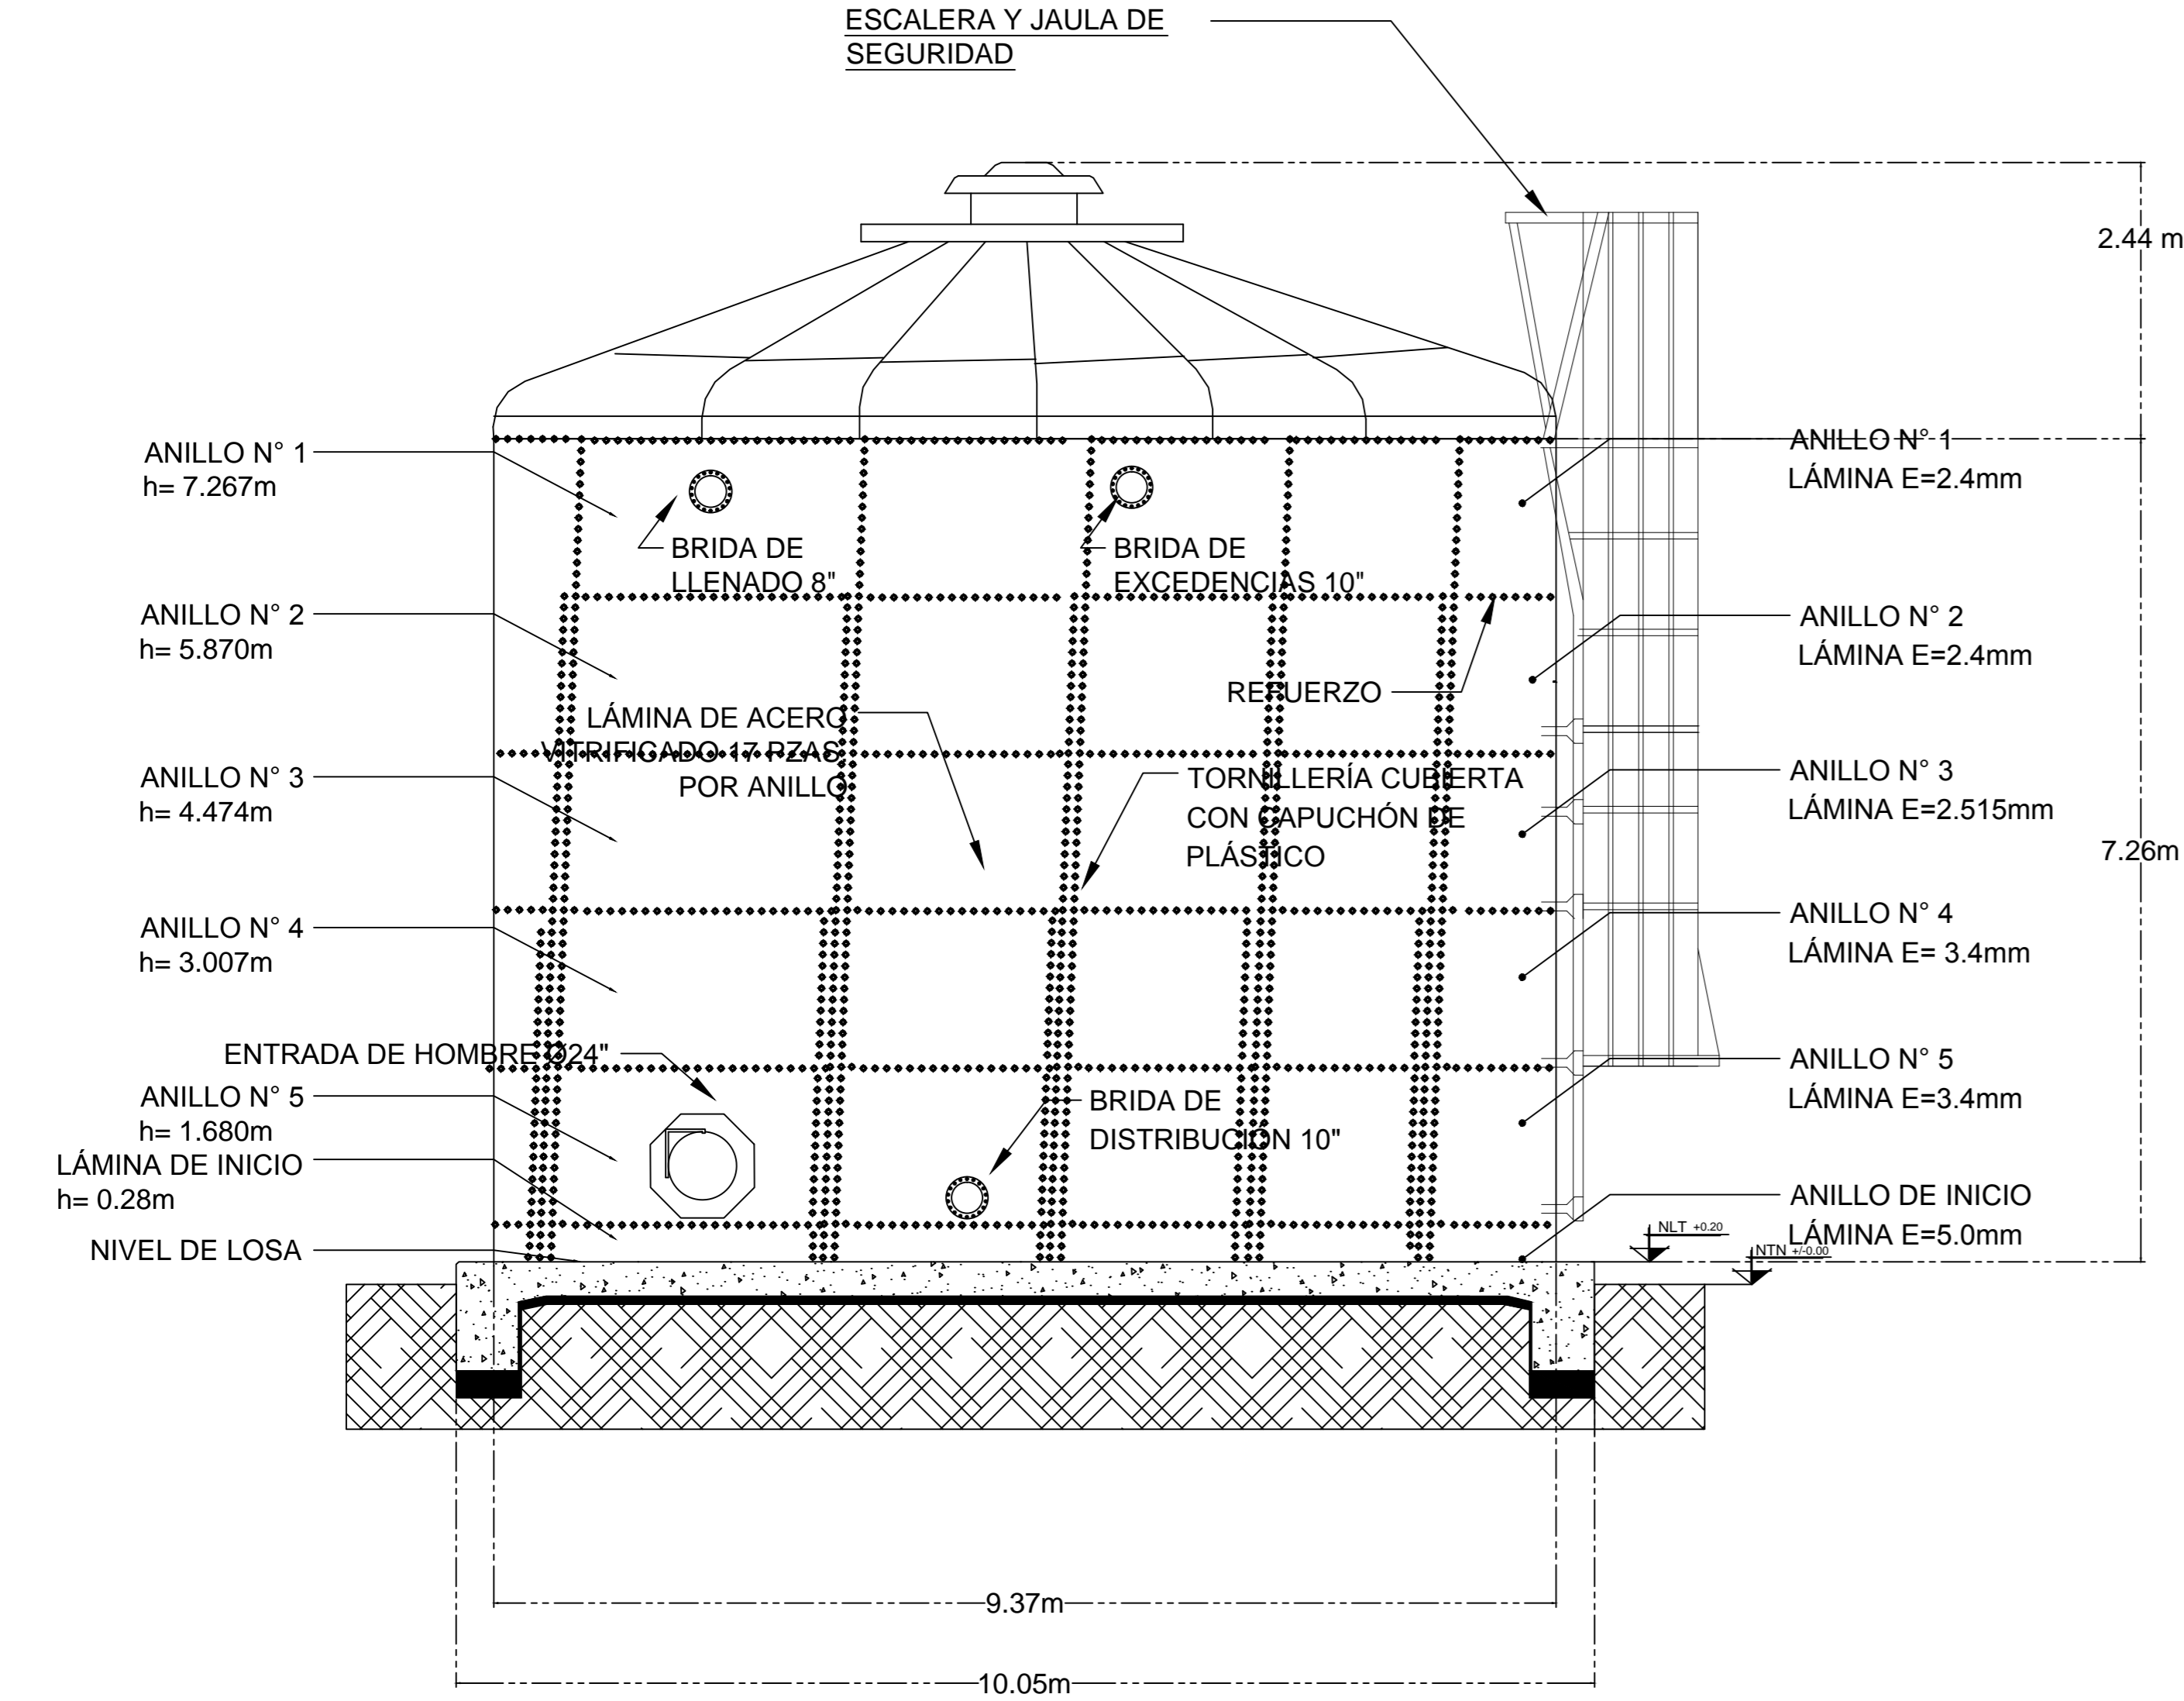 ESCALERA Y JAULA DE
SEGURIDAD
2.44 m
ANILLO N° 1
h= 7.267m
ANILLO N° 1
LÁMINA E=2.4mm
BRIDA DE
LLENADO 8"
BRIDA DE
EXCEDENCIAS 10"
ANILLO N° 2
h= 5.870m
ANILLO N° 2
LÁMINA E=2.4mm
REFUERZO
LÁMINA DE ACERO
VITRIFICADO 17 PZAS.
POR ANILLO
ANILLO N° 3
h= 4.474m
TORNILLERÍA CUBIERTA
CON CAPUCHÓN DE
PLÁSTICO
ANILLO N° 3
LÁMINA E=2.515mm
7.26m
ANILLO N° 4
h= 3.007m
ANILLO N° 4
LÁMINA E= 3.4mm
ENTRADA DE HOMBRE Ø24"
ANILLO N° 5
h= 1.680m
BRIDA DE
DISTRIBUCIÓN 10"
ANILLO N° 5
LÁMINA E=3.4mm
LÁMINA DE INICIO
h= 0.28m
ANILLO DE INICIO
LÁMINA E=5.0mm
NIVEL DE LOSA
NLT +0.20
NTN +/-0.00
9.37m
10.05m